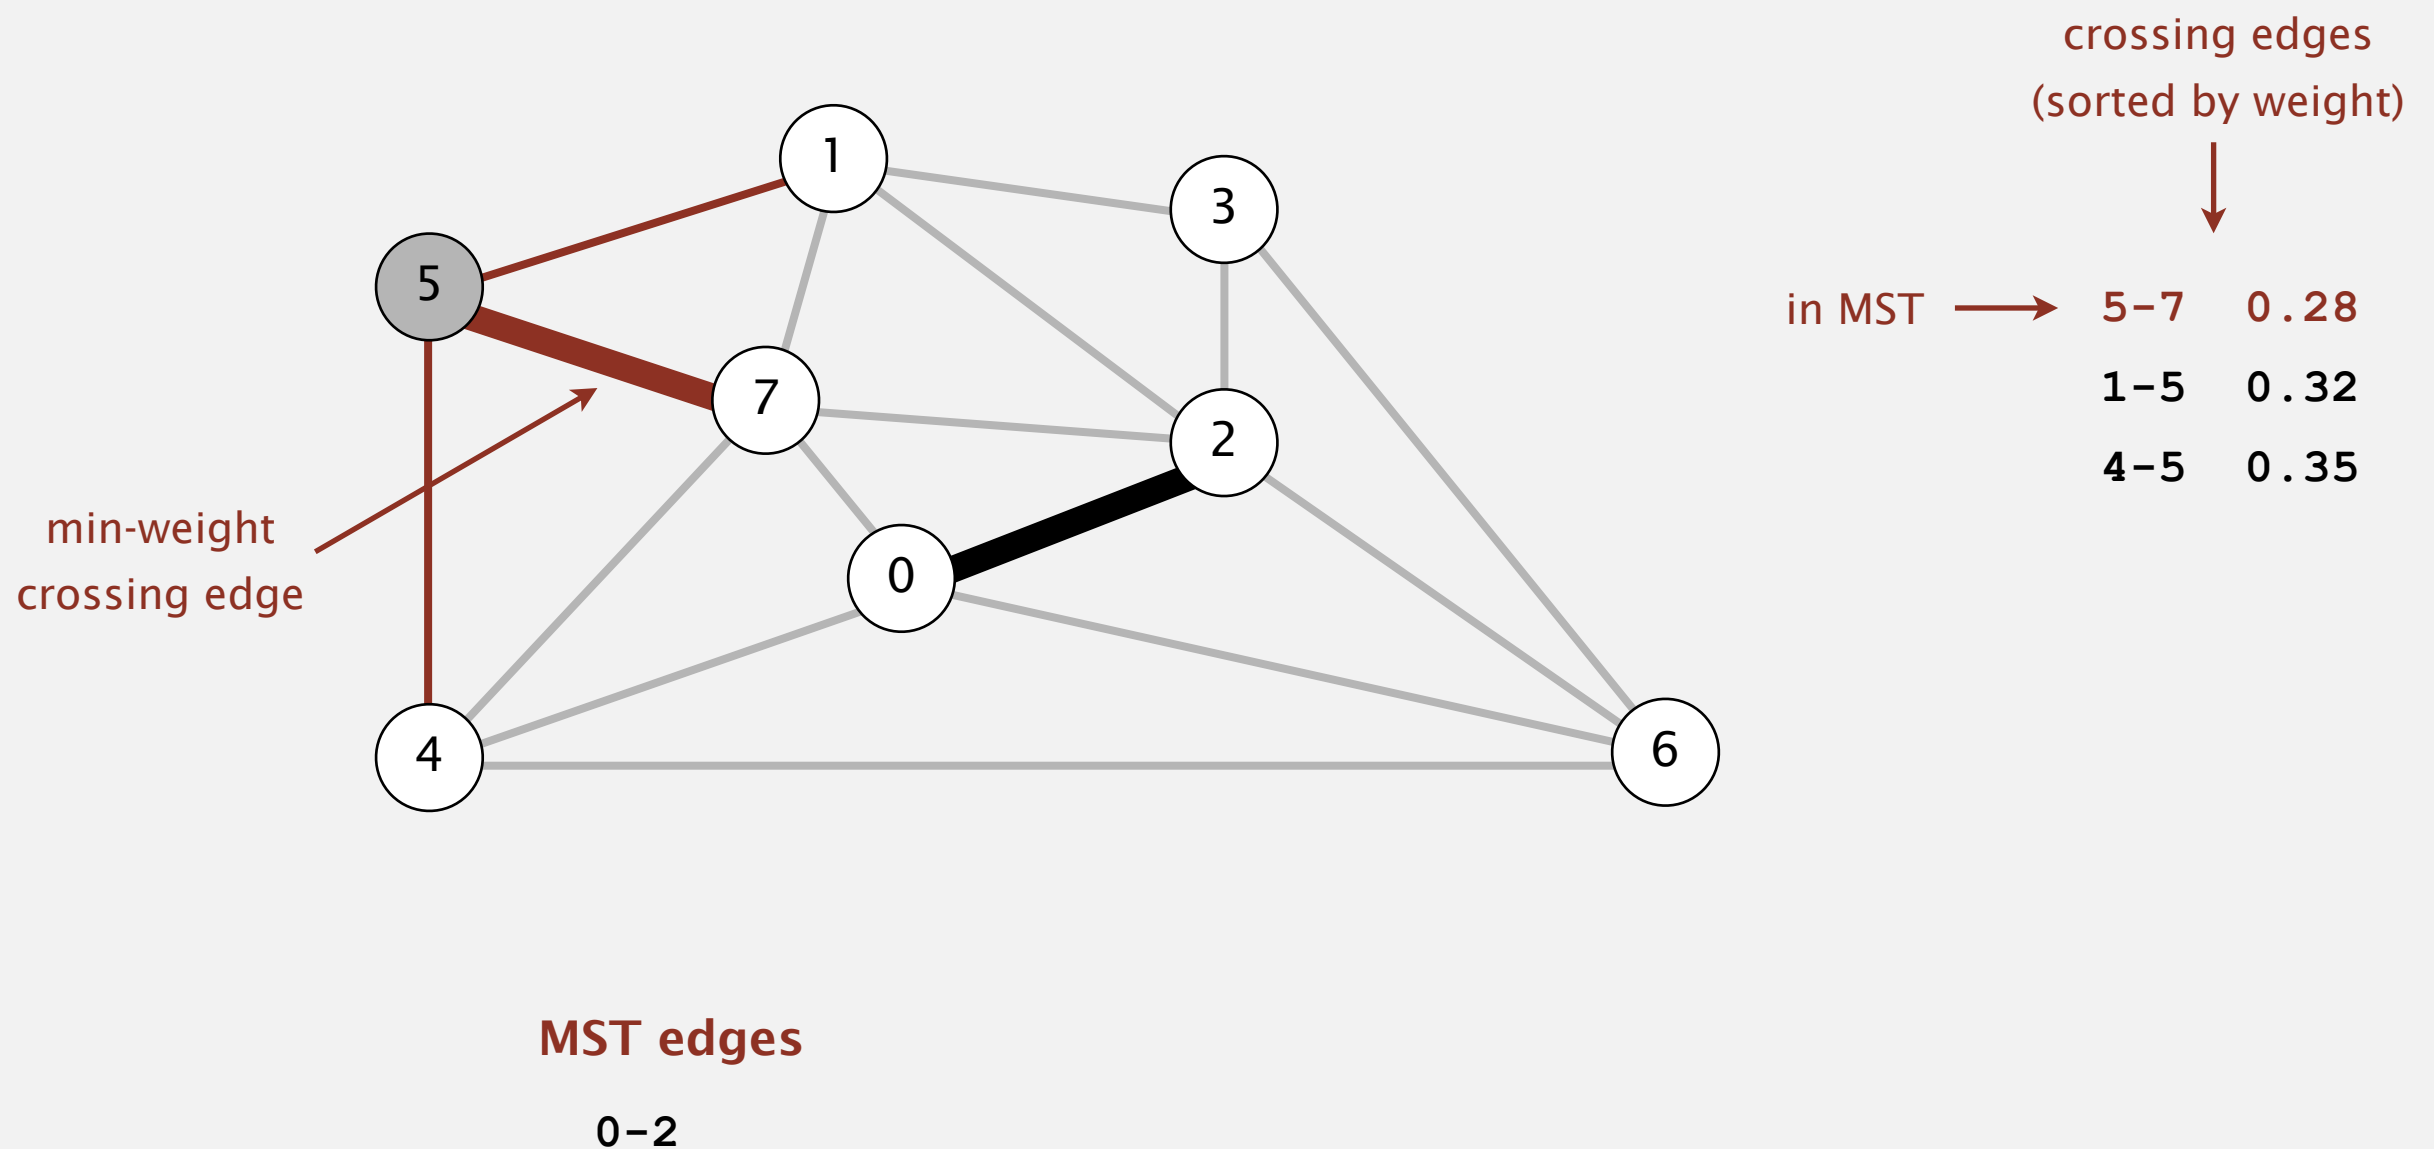 crossing edges
(sorted by weight)
1
3
5
in MST 5-7 0.28
7
1-5 0.32
2
4-5 0.35
min-weight
crossing edge
0
4
6
MST edges
0-2